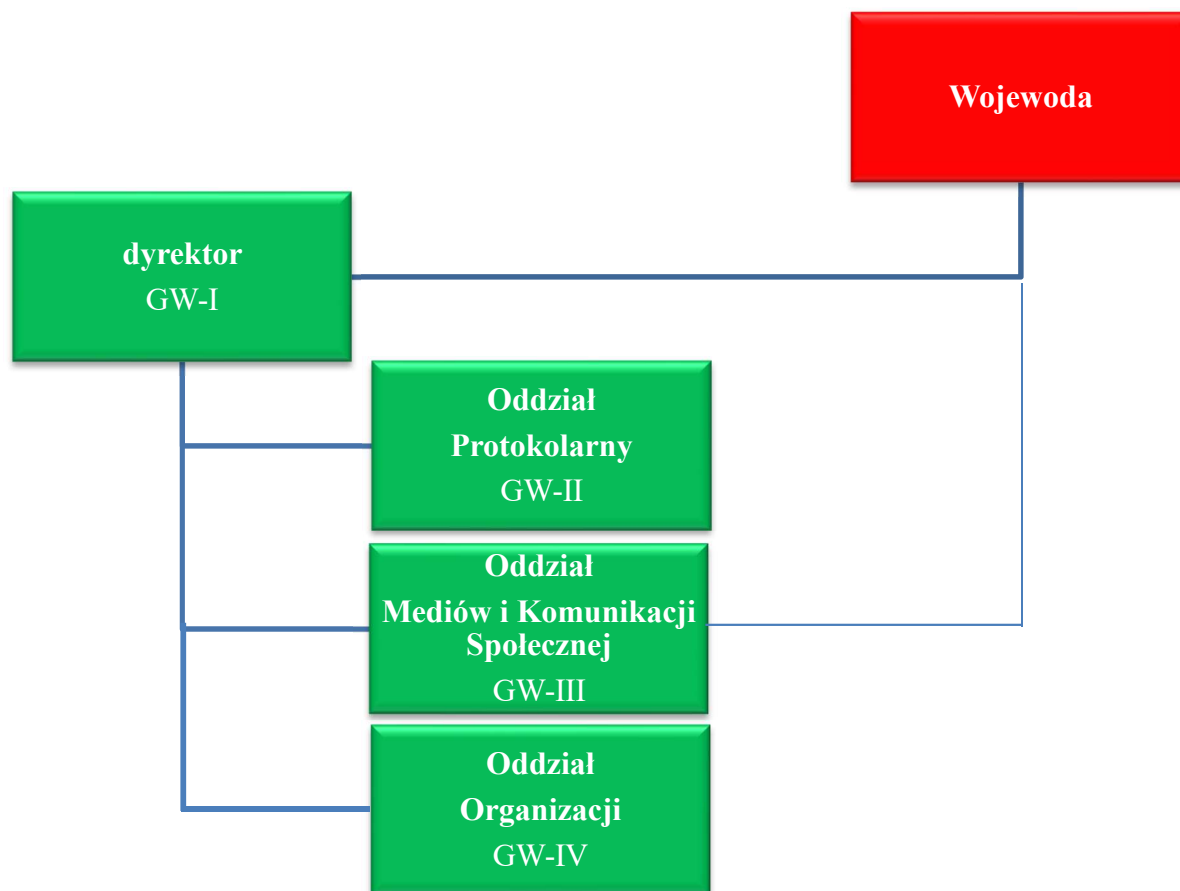 Wojewoda
dyrektor
GW-I
Oddział
Protokolarny
GW-II
Oddział
Mediów i Komunikacji
Społecznej
GW-III
Oddział
Organizacji
GW-IV